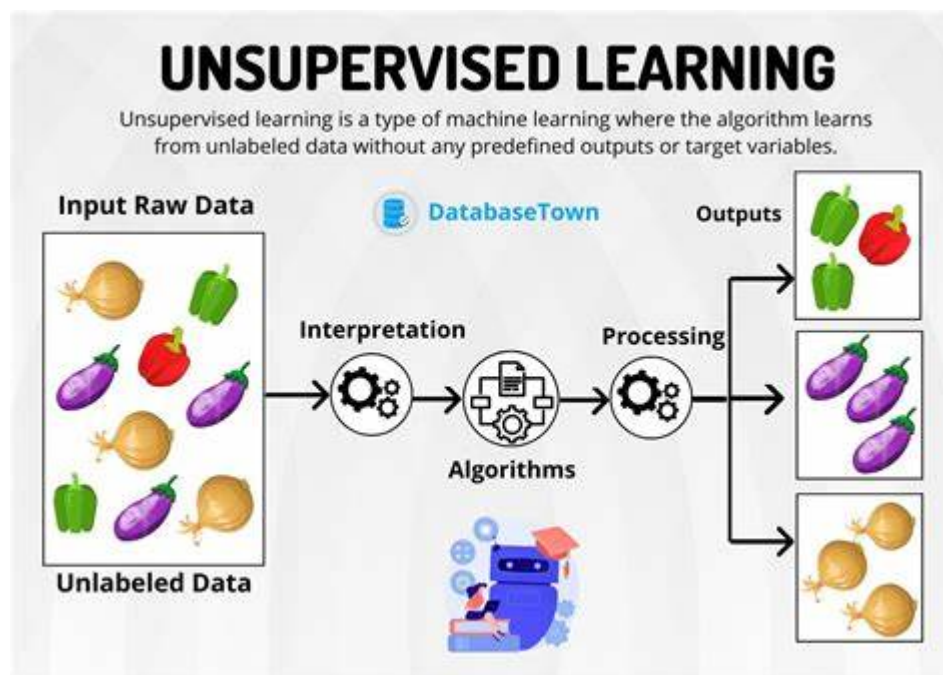 UNSUPERVISED LEARNING
Unsupervised learning is a type of machine learning where the algorithm learns
from unlabeled data without any predefined outputs or target variables.
Input Raw Data
DatabaseTown
Outputs
Interpretation
Processing
Algorithms
Unlabeled Data